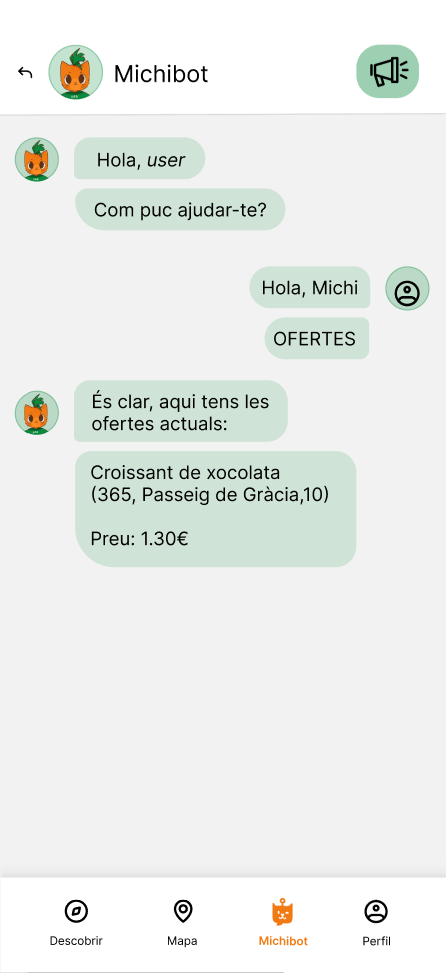 Michibot
Hola, user
Com puc ajudar-te?
Hola, Michi
OFERTES
És clar, aqui tens les
ofertes actuals:
Croissant de xocolata
(365, Passeig de Gràcia,10)
Preu: 1.30€
Descobrir
Mapa
Michibot
Perfil